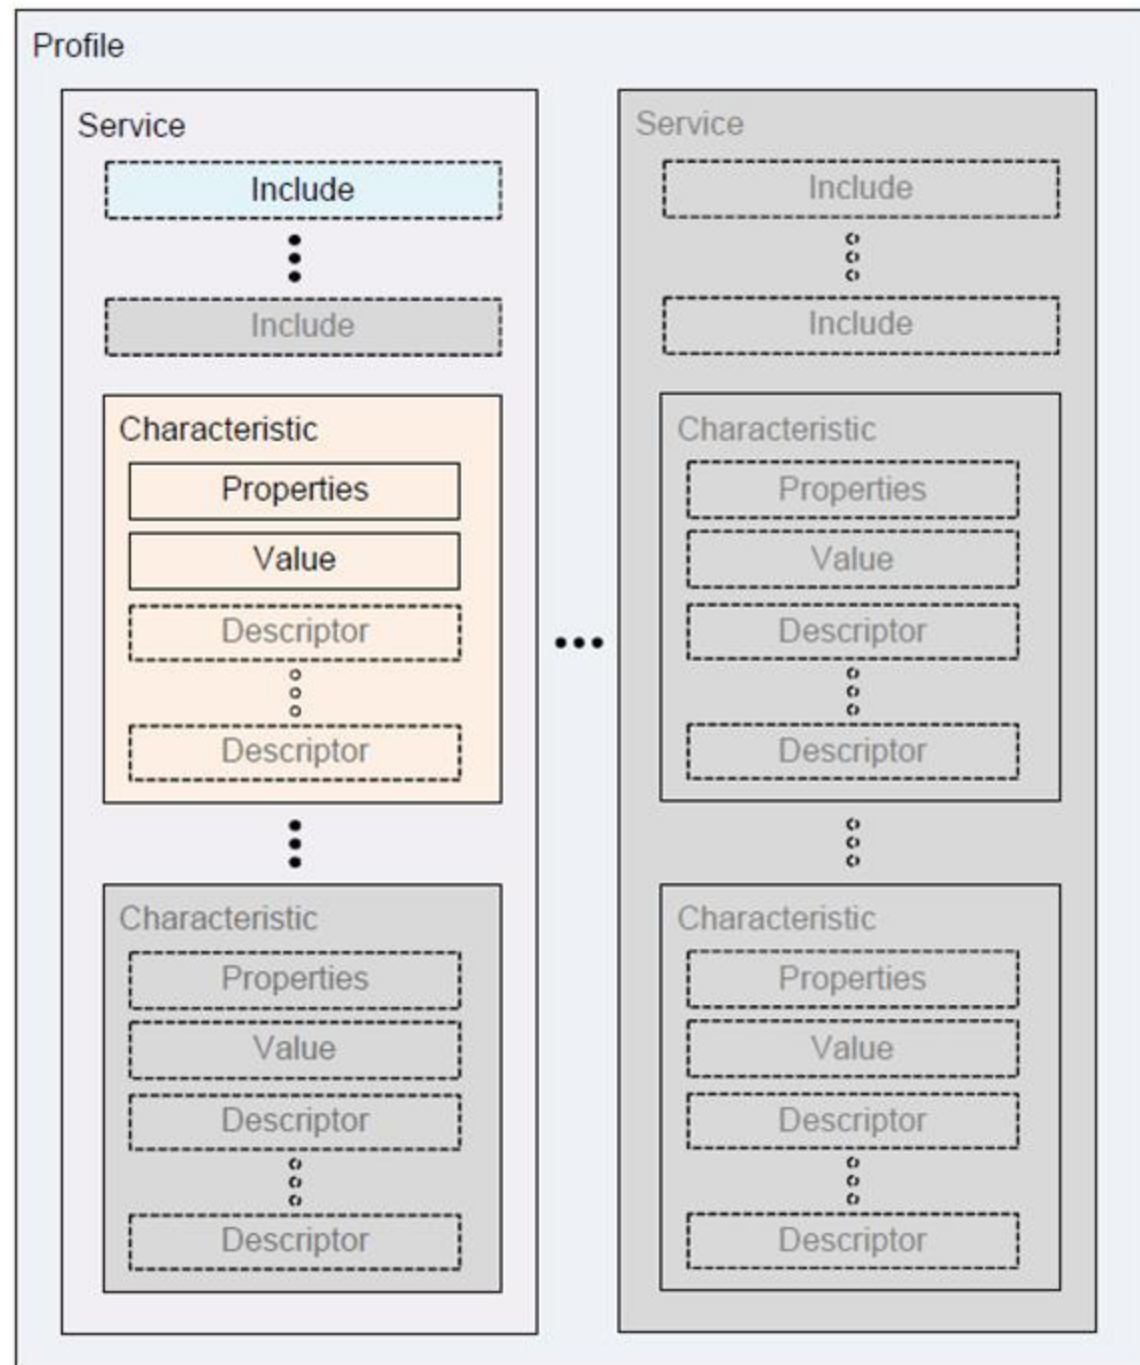 Profile
Service
Include
Include
Characteristic
Properties
Value
Descriptor
Descriptor
Characteristic
Properties
Value
Descriptor
Descriptor
Service
Include
Include
Characteristic
Properties
Value
Descriptor
Descriptor
Characteristic
Properties
Value
Descriptor
Descriptor